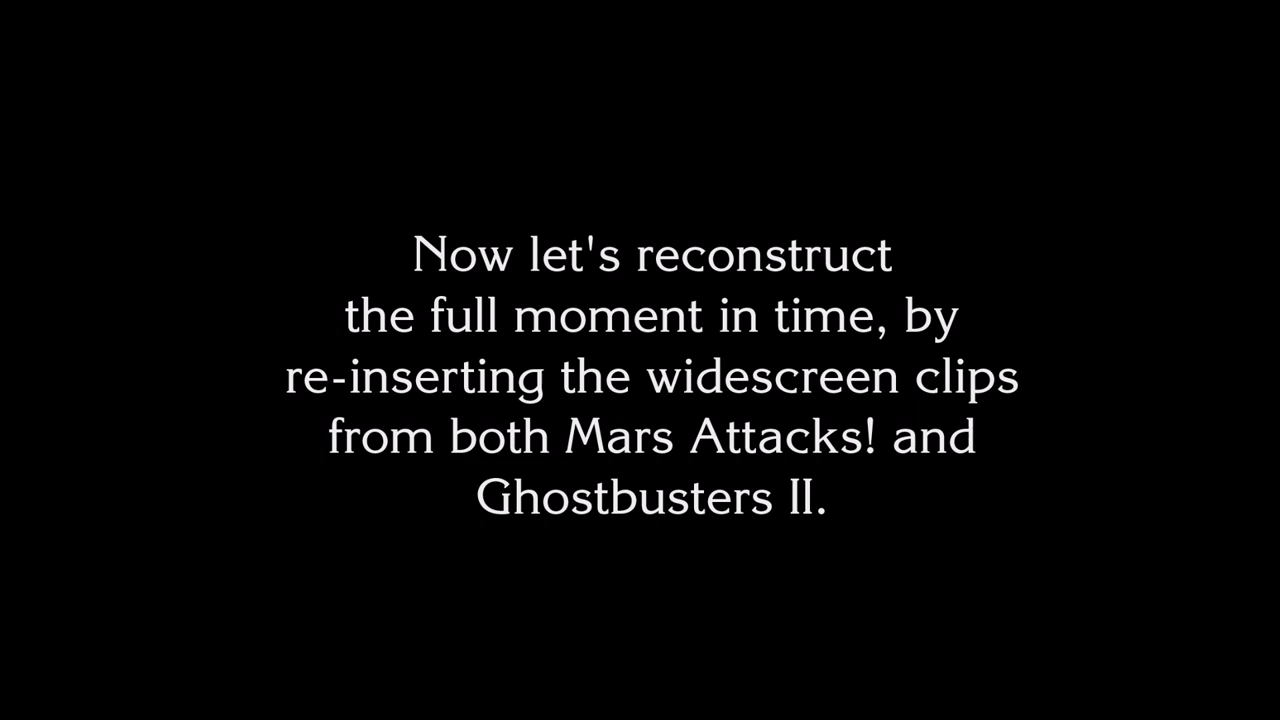 Now let's reconstruct
the full moment in time, by
re-inserting the widescreen clips
from both Mars Attacks! and
Ghostbusters II.